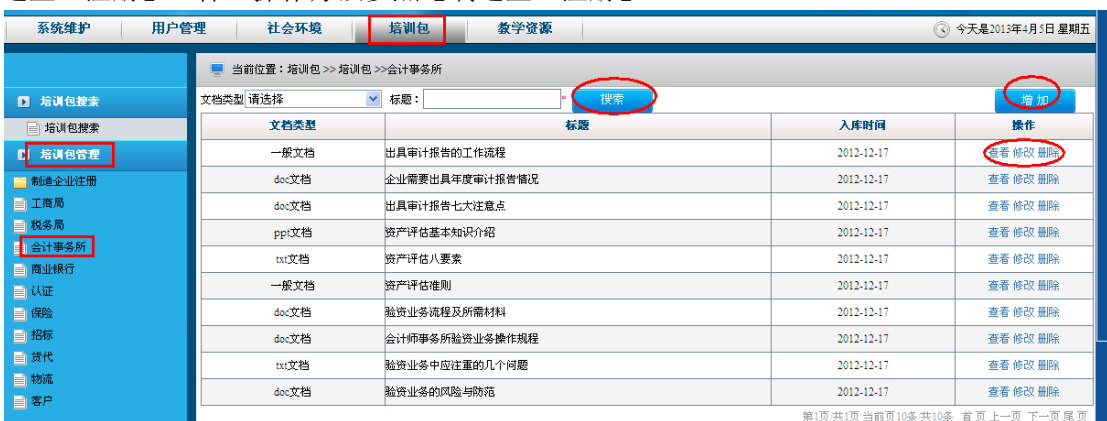 系统维护 用户管理 社会环境 培训包 教学资源 今天是2013年4月5日 星期五
当前位置：培训包 >> 培训包 >>会计事务所
培训包搜索
培训包搜索
培训包管理
制造企业注册
工商局
税务局
会计事务所
商业银行
认证
保险
招标
货代
物流
客户
文档类型 请选择 标题： * 搜索 增加
文档类型 标题 入库时间 操作
一般文档 出具审计报告的工作流程 2012-12-17 查看 修改 删除
doc文档 企业需要出具年度审计报告情况 2012-12-17 查看 修改 删除
doc文档 出具审计报告七大注意点 2012-12-17 查看 修改 删除
ppt文档 资产评估基本知识介绍 2012-12-17 查看 修改 删除
txt文档 资产评估八要素 2012-12-17 查看 修改 删除
一般文档 资产评估准则 2012-12-17 查看 修改 删除
doc文档 验资业务流程及所需材料 2012-12-17 查看 修改 删除
doc文档 会计师事务所验资业务操作规程 2012-12-17 查看 修改 删除
txt文档 验资业务中应注重的几个问题 2012-12-17 查看 修改 删除
doc文档 验资业务的风险与防范 2012-12-17 查看 修改 删除
第1页/共1页 当前页10条/共10条 首 页 上一页 下一页 尾 页